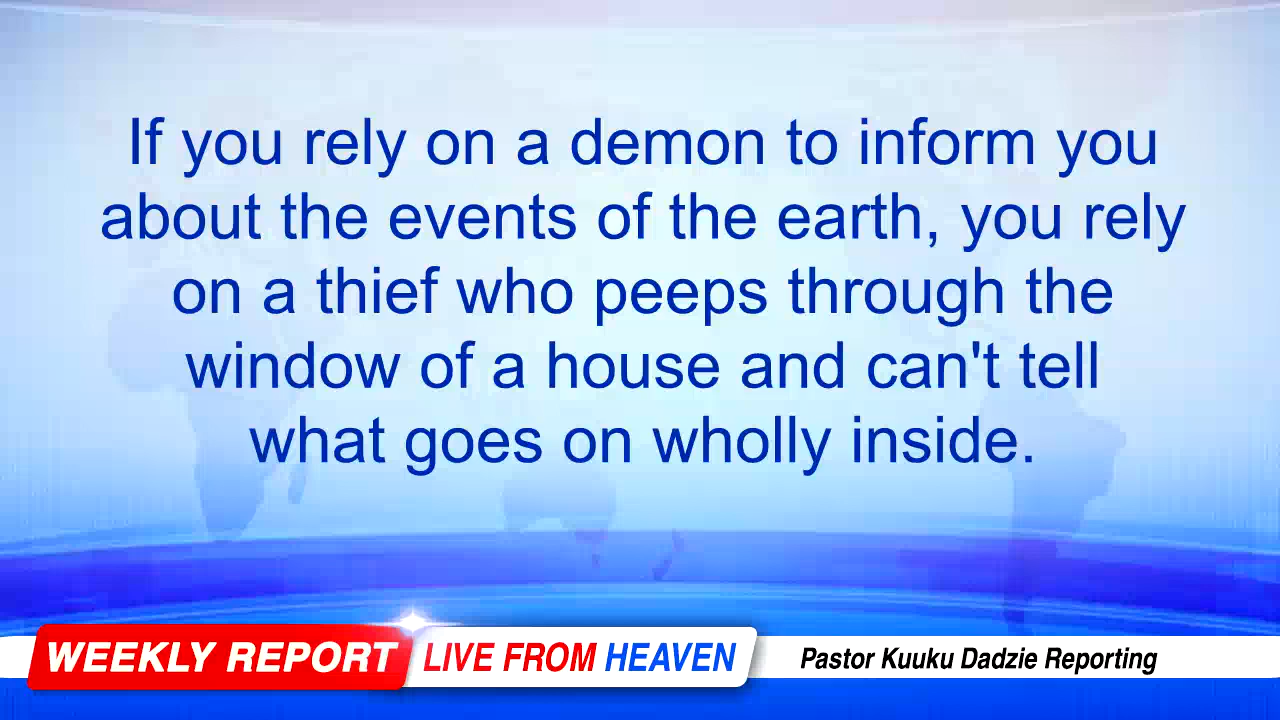 If you rely on a demon to inform you
about the events of the earth, you rely
on a thief who peeps through the
window of a house and can't tell
what goes on wholly inside.
WEEKLY REPORT LIVE FROM HEAVEN Pastor Kuuku Dadzie Reporting